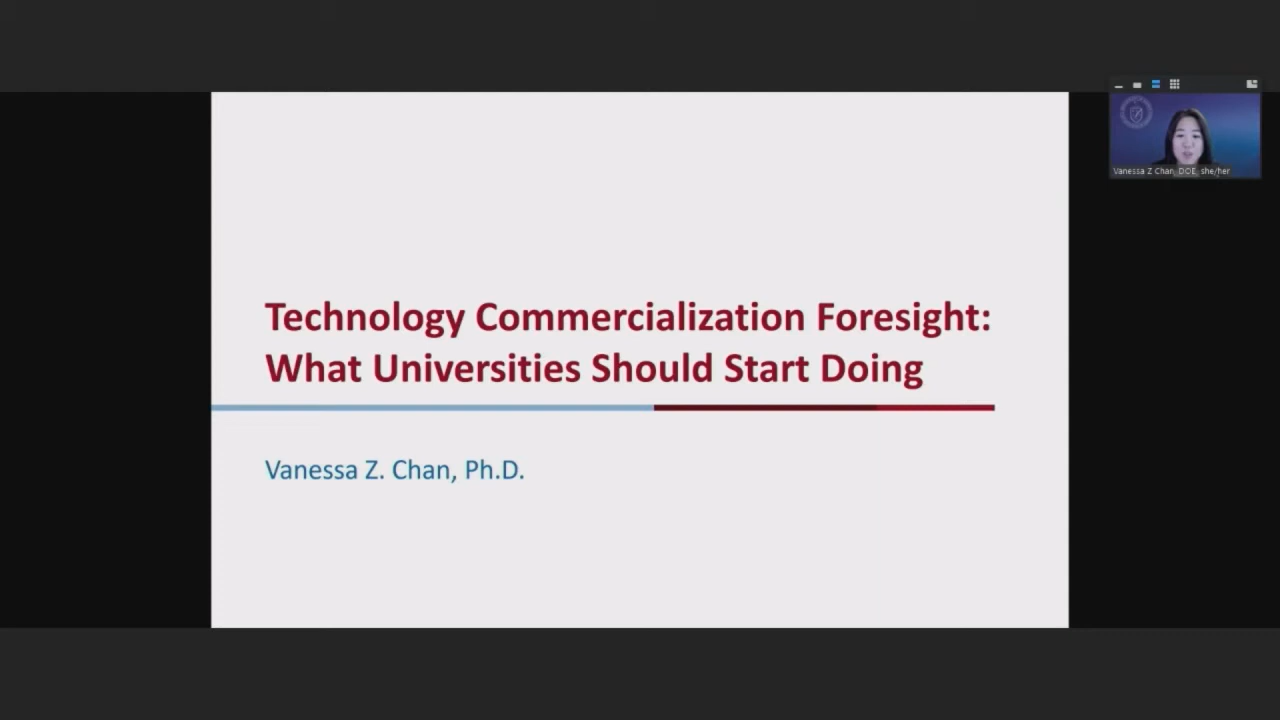 Technology Commercialization Foresight:
What Universities Should Start Doing
Vanessa Z. Chan, Ph.D.
Vanessa Z Chan, DOE, she/her